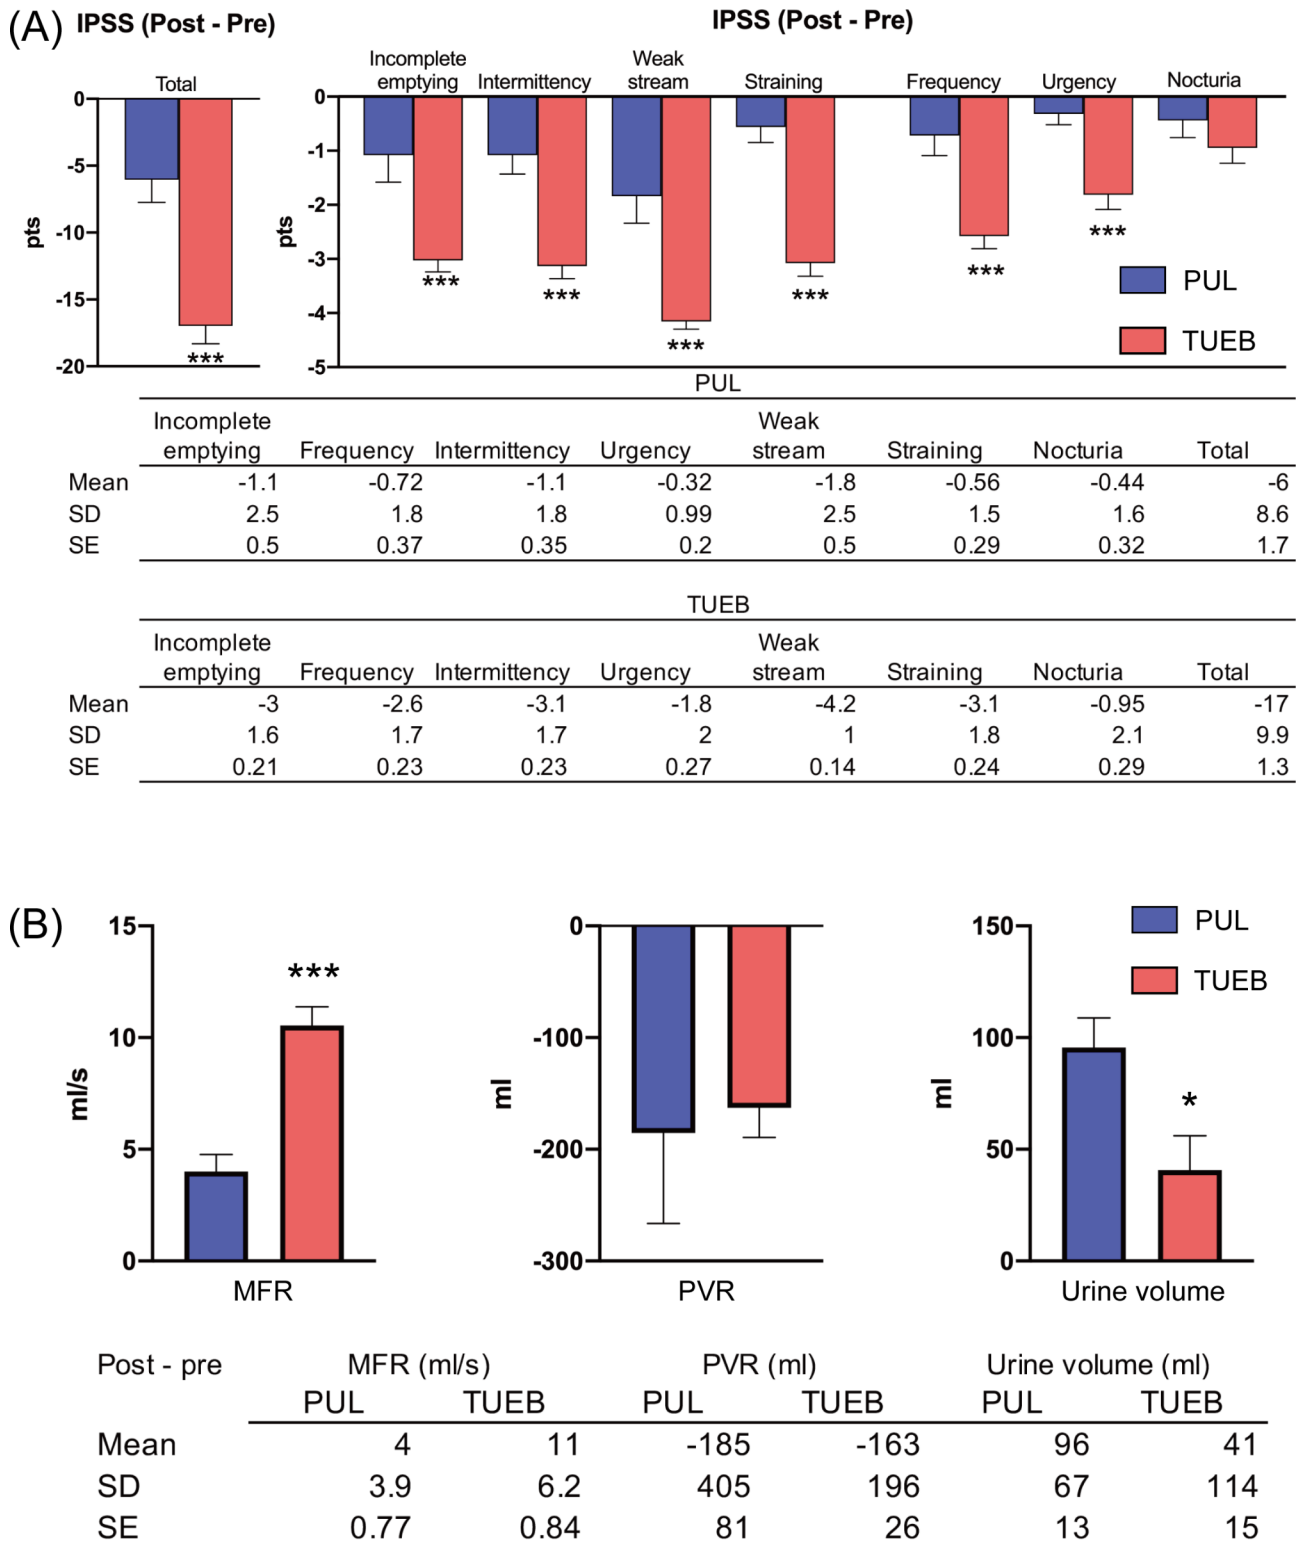 (A) IPSS (Post - Pre)
IPSS (Post - Pre)
Total
Incomplete
emptying
Intermittency
Weak
stream
Straining
Frequency
Urgency
Nocturia
0
-5
-10
-15
-20
pts
***
0
-1
-2
-3
-4
-5
pts
***
***
***
***
***
***
PUL
TUEB
PUL
Incomplete emptying Frequency Intermittency Urgency Weak stream Straining Nocturia Total
Mean -1.1 -0.72 -1.1 -0.32 -1.8 -0.56 -0.44 -6
SD 2.5 1.8 1.8 0.99 2.5 1.5 1.6 8.6
SE 0.5 0.37 0.35 0.2 0.5 0.29 0.32 1.7
TUEB
Incomplete emptying Frequency Intermittency Urgency Weak stream Straining Nocturia Total
Mean -3 -2.6 -3.1 -1.8 -4.2 -3.1 -0.95 -17
SD 1.6 1.7 1.7 2 1 1.8 2.1 9.9
SE 0.21 0.23 0.23 0.27 0.14 0.24 0.29 1.3
(B)
15
10
5
0
ml/s
***
MFR
0
-100
-200
-300
ml
PVR
150
100
50
0
ml
*
Urine volume
PUL
TUEB
Post - pre MFR (ml/s) PVR (ml) Urine volume (ml)
PUL TUEB PUL TUEB PUL TUEB
Mean 4 11 -185 -163 96 41
SD 3.9 6.2 405 196 67 114
SE 0.77 0.84 81 26 13 15